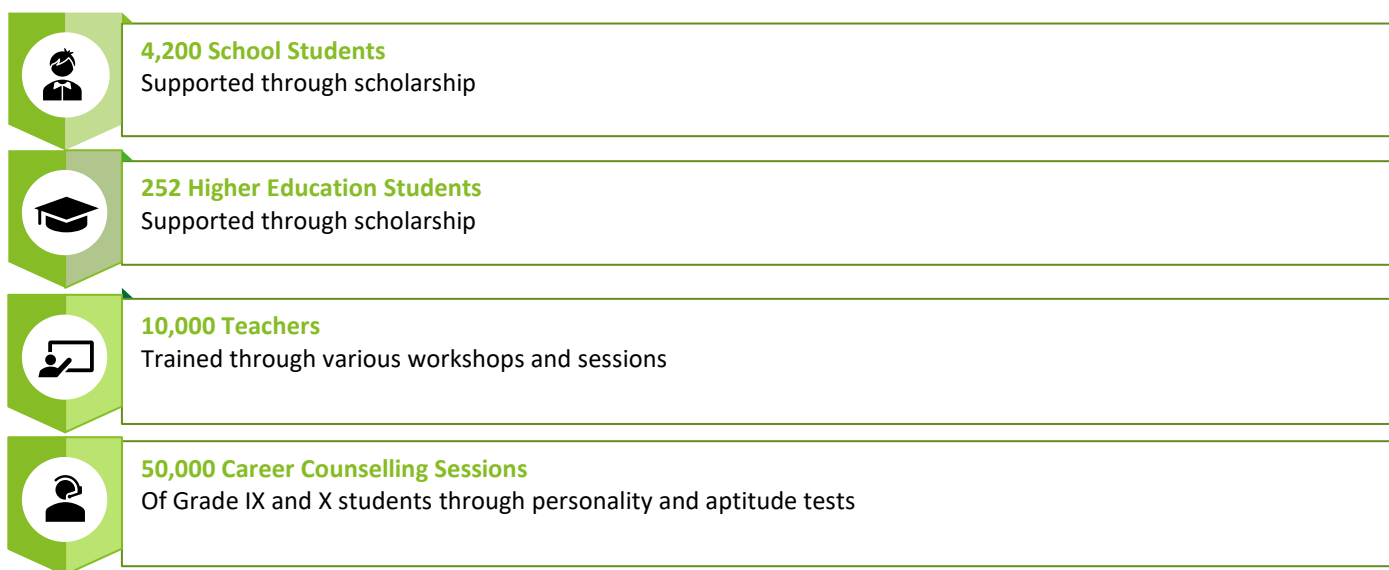 4,200 School Students
Supported through scholarship
252 Higher Education Students
Supported through scholarship
10,000 Teachers
Trained through various workshops and sessions
50,000 Career Counselling Sessions
Of Grade IX and X students through personality and aptitude tests